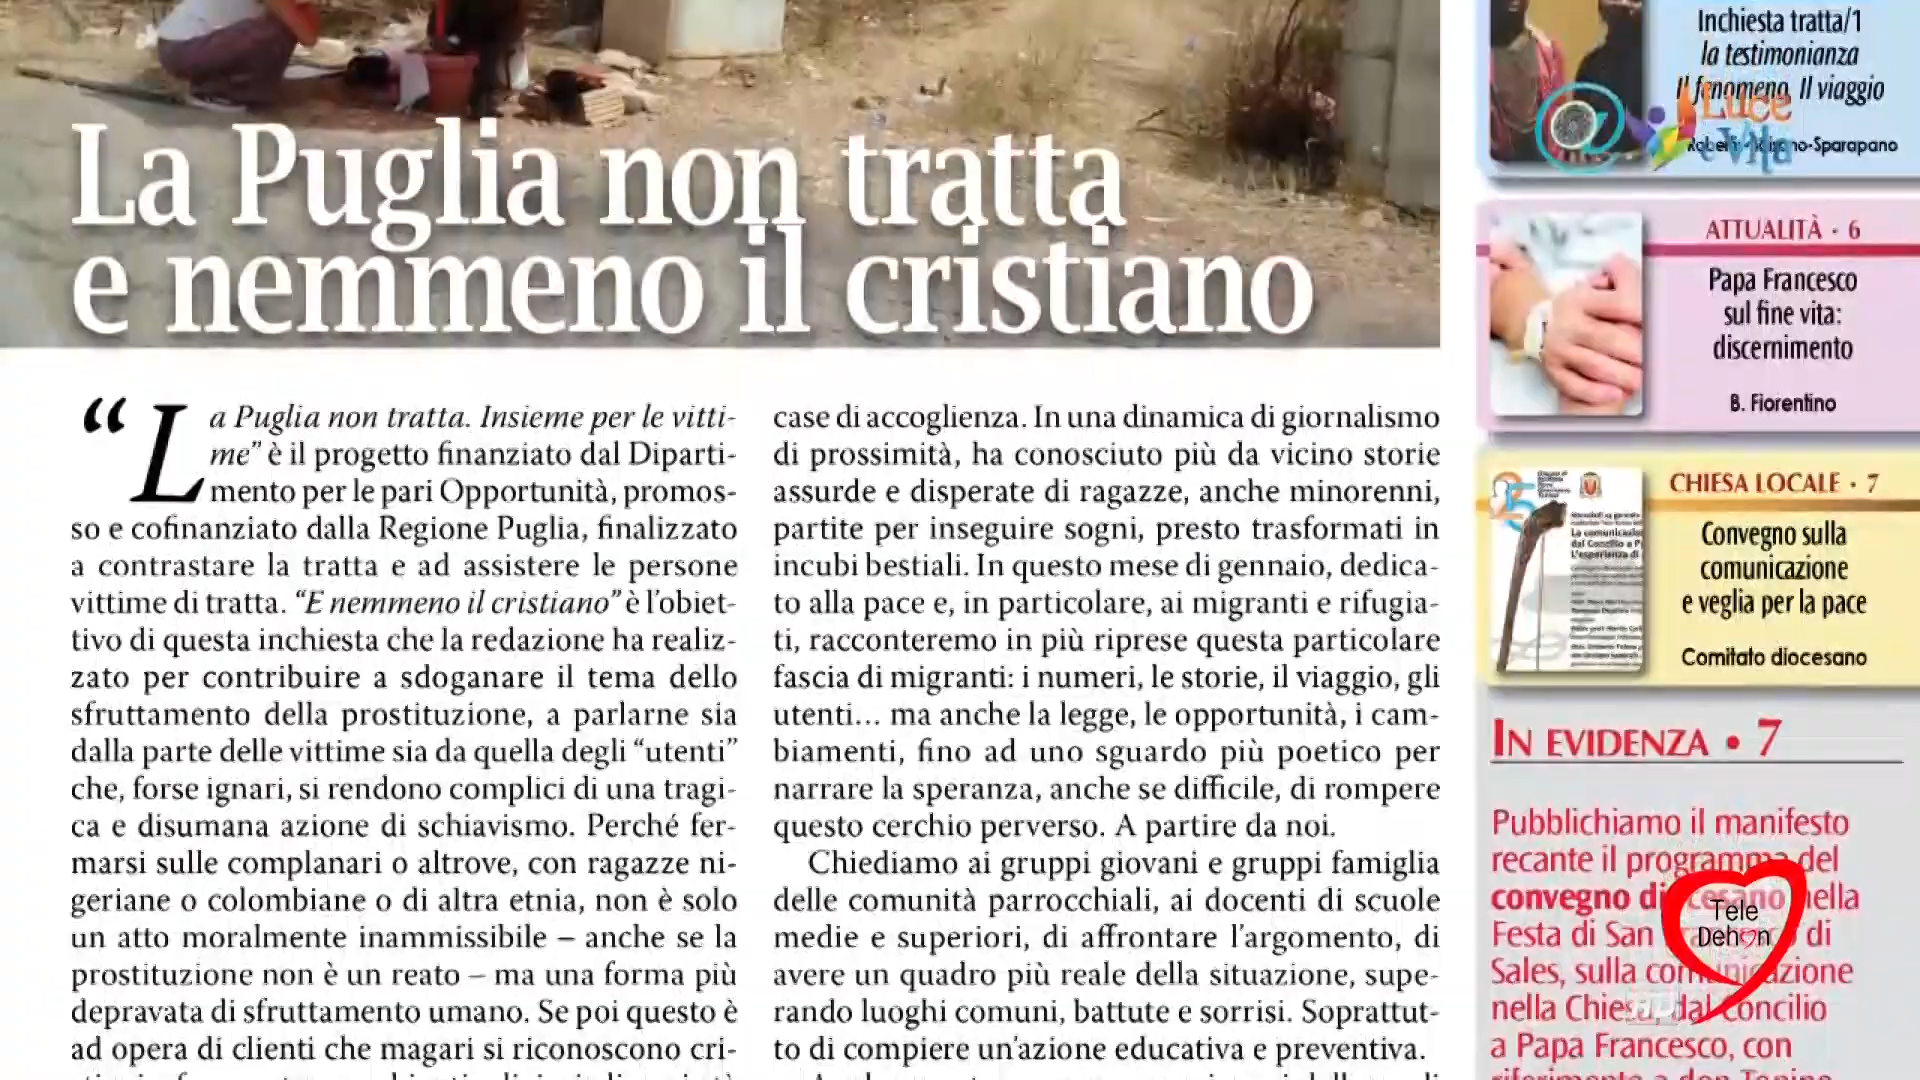 La Puglia non tratta
e nemmeno il cristiano
“La Puglia non tratta. Insieme per le vitti-
me” è il progetto finanziato dal Diparti-
mento per le pari Opportunità, promos-
so e cofinanziato dalla Regione Puglia, finalizzato
a contrastare la tratta e ad assistere le persone
vittime di tratta. “E nemmeno il cristiano” è l’obiet-
tivo di questa inchiesta che la redazione ha realiz-
zato per contribuire a sdoganare il tema dello
sfruttamento della prostituzione, a parlarne sia
dalla parte delle vittime sia da quella degli “utenti”
che, forse ignari, si rendono complici di una tragi-
ca e disumana azione di schiavismo. Perché fer-
marsi sulle complanari o altrove, con ragazze ni-
geriane o colombiane o di altra etnia, non è solo
un atto moralmente inammissibile – anche se la
prostituzione non è un reato – ma una forma più
depravata di sfruttamento umano. Se poi questo è
ad opera di clienti che magari si riconoscono cri-
case di accoglienza. In una dinamica di giornalismo
di prossimità, ha conosciuto più da vicino storie
assurde e disperate di ragazze, anche minorenni,
partite per inseguire sogni, presto trasformati in
incubi bestiali. In questo mese di gennaio, dedica-
to alla pace e, in particolare, ai migranti e rifugia-
ti, racconteremo in più riprese questa particolare
fascia di migranti: i numeri, le storie, il viaggio, gli
utenti… ma anche la legge, le opportunità, i cam-
biamenti, fino ad uno sguardo più poetico per
narrare la speranza, anche se difficile, di rompere
questo cerchio perverso. A partire da noi.
Chiediamo ai gruppi giovani e gruppi famiglia
delle comunità parrocchiali, ai docenti di scuole
medie e superiori, di affrontare l’argomento, di
avere un quadro più reale della situazione, supe-
rando luoghi comuni, battute e sorrisi. Soprattut-
to di compiere un’azione educativa e preventiva.
Inchiesta tratta/1
la testimonianza
Il fenomeno. Il viaggio
Luce
e Vita
-Sparapano
ATTUALITÀ • 6
Papa Francesco
sul fine vita:
discernimento
B. Fiorentino
CHIESA LOCALE • 7
Convegno sulla
comunicazione
e veglia per la pace
Comitato diocesano
IN EVIDENZA • 7
Pubblichiamo il manifesto
recante il programma del
convegno diocesano nella
Festa di San Francesco di
Sales, sulla comunicazione
nella Chiesa dal Concilio
a Papa Francesco, con
riferimento a don Tonino
Tele
Dehon
HD